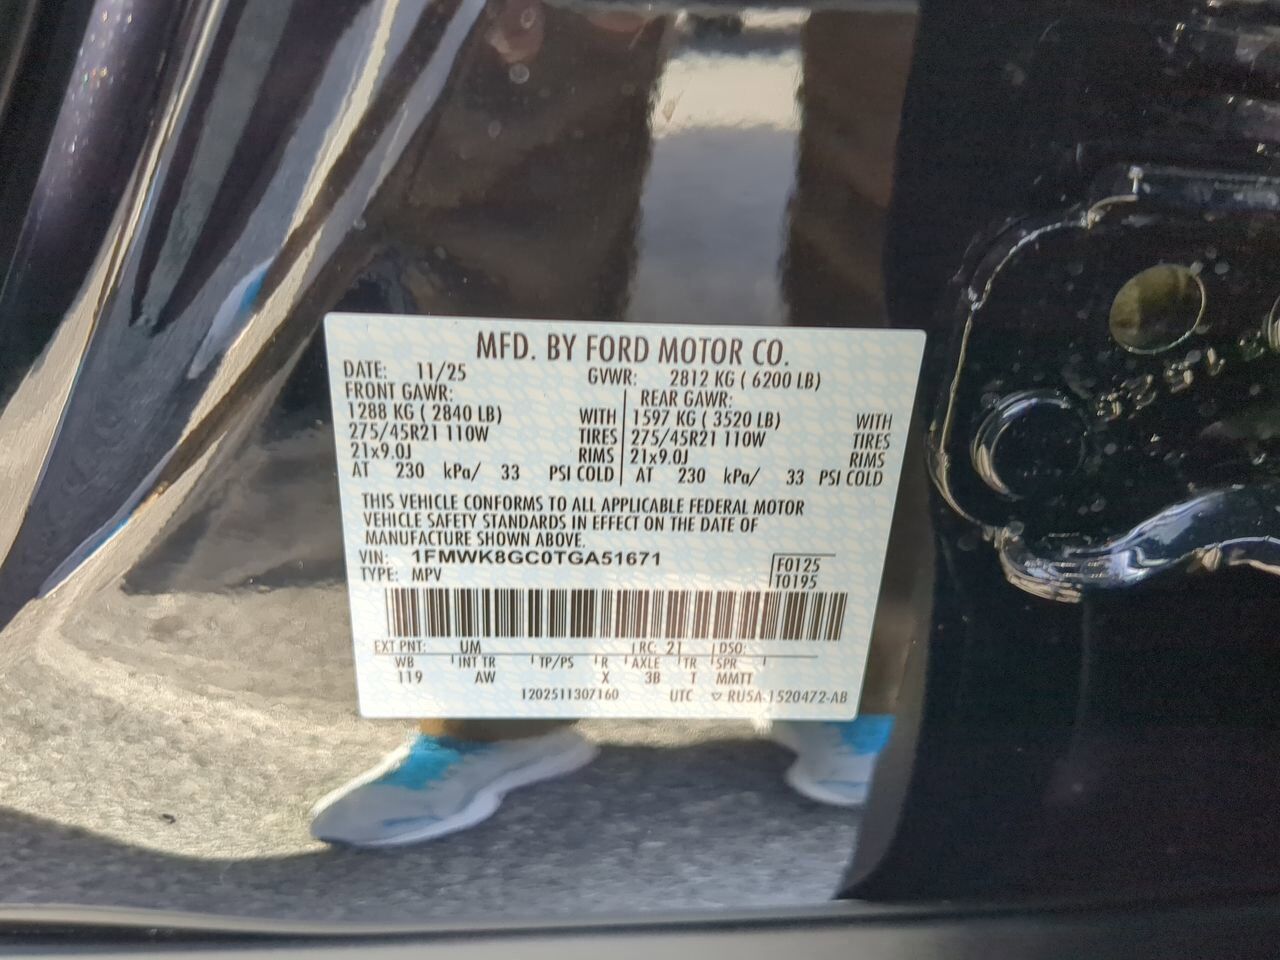 MFD. BY FORD MOTOR CO.
DATE: 11/25 GVWR: 2812 KG ( 6200 LB)
FRONT GAWR: REAR GAWR:
1288 KG ( 2840 LB) WITH 1597 KG ( 3520 LB) WITH
275/45R21 110W TIRES 275/45R21 110W TIRES
21x9.0J RIMS 21x9.0J RIMS
AT 230 kPa/ 33 PSI COLD AT 230 kPa/ 33 PSI COLD
THIS VEHICLE CONFORMS TO ALL APPLICABLE FEDERAL MOTOR
VEHICLE SAFETY STANDARDS IN EFFECT ON THE DATE OF
MANUFACTURE SHOWN ABOVE.
VIN: 1FMWK8GC0TGA51671 F0125
TYPE: MPV T0195
EXT PNT: UM RC: 21 DSO:
WB INT TR TP/PS R AXLE TR SPR
119 AW X 3B T MMTT
1202511307160 UTC ▽ RU5A-1520472-AB